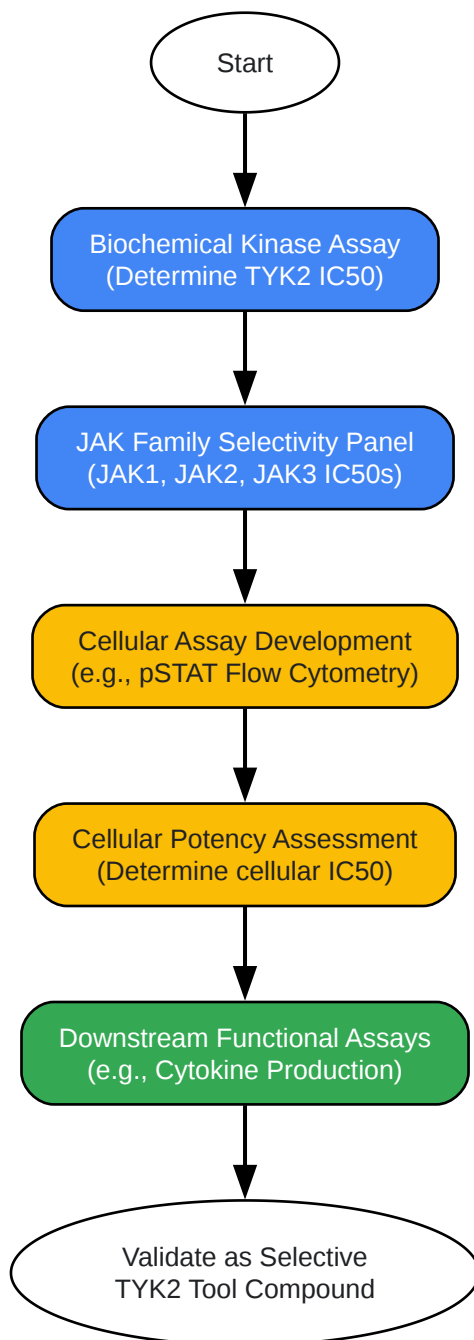 Start
Biochemical Kinase Assay
(Determine TYK2 IC50)
JAK Family Selectivity Panel
(JAK1, JAK2, JAK3 IC50s)
Cellular Assay Development
(e.g., pSTAT Flow Cytometry)
Cellular Potency Assessment
(Determine cellular IC50)
Downstream Functional Assays
(e.g., Cytokine Production)
Validate as Selective
TYK2 Tool Compound